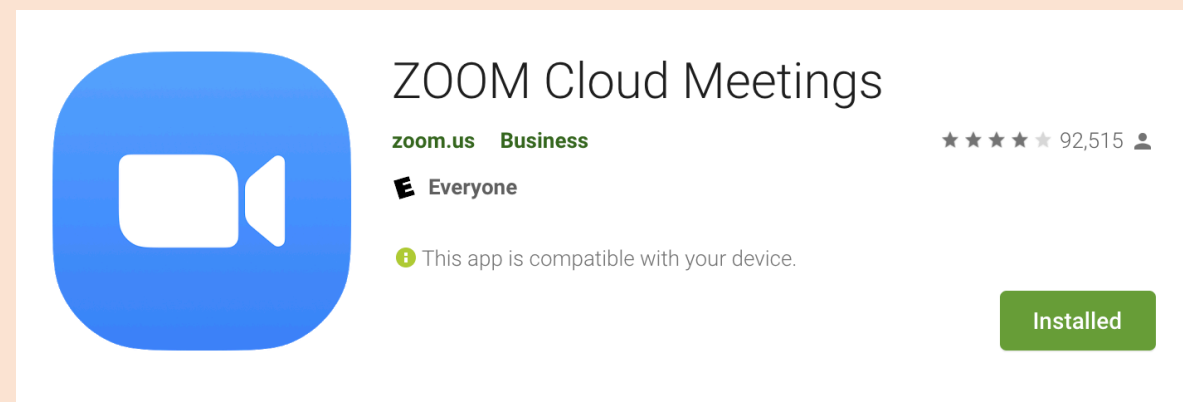 ZOOM Cloud Meetings
zoom.us Business 92,515
E Everyone
This app is compatible with your device.
Installed